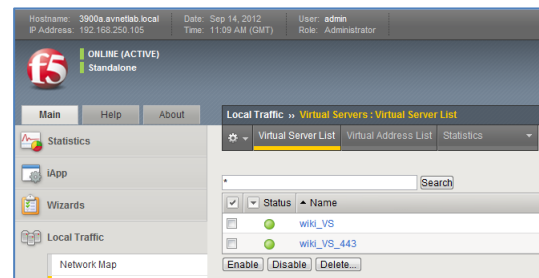 Hostname: 3900a.avnetlab.local Date: Sep 14, 2012 User: admin
IP Address: 192.168.250.105 Time: 11:09 AM (GMT) Role: Administrator
f5
ONLINE (ACTIVE)
Standalone
Main Help About
Local Traffic ›› Virtual Servers : Virtual Server List
Virtual Server List Virtual Address List Statistics
Statistics
iApp
Wizards
Local Traffic
Network Map
* Search
Status Name
wiki_VS
wiki_VS_443
Enable Disable Delete...